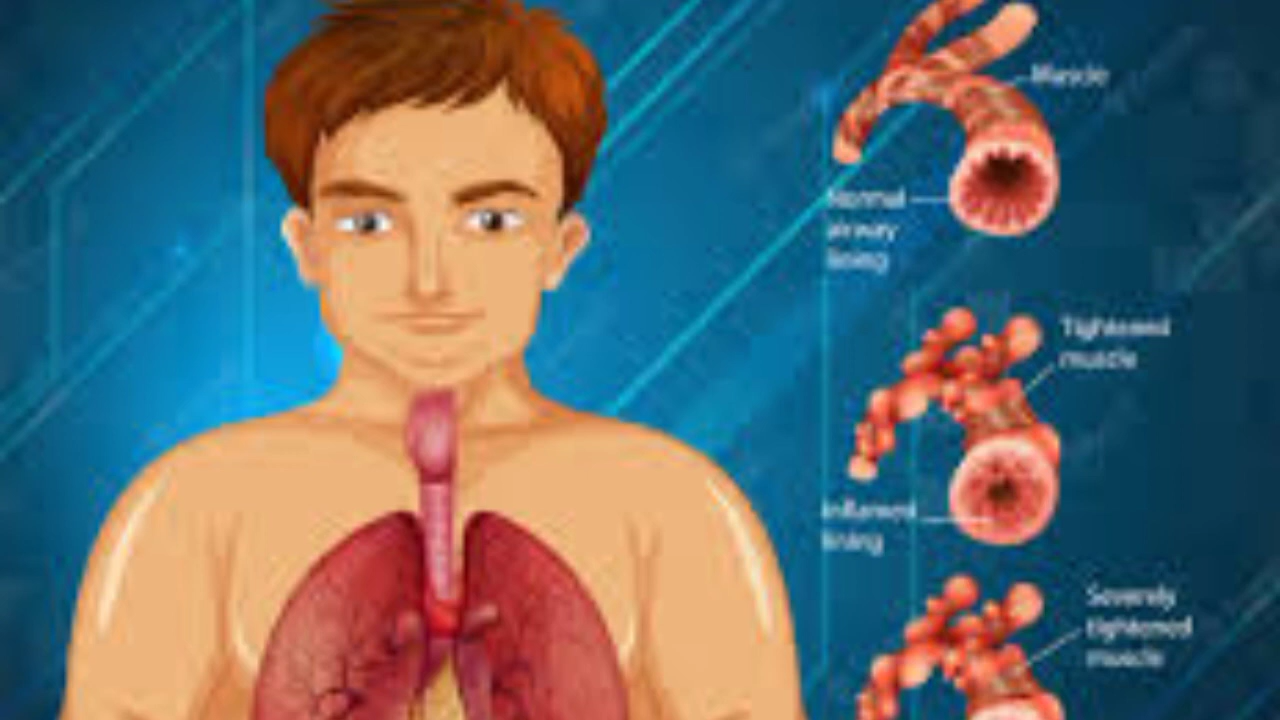 Muscle
Normal
airway
lining
Tightened
muscle
Inflamed
lining
Severely
tightened
muscle